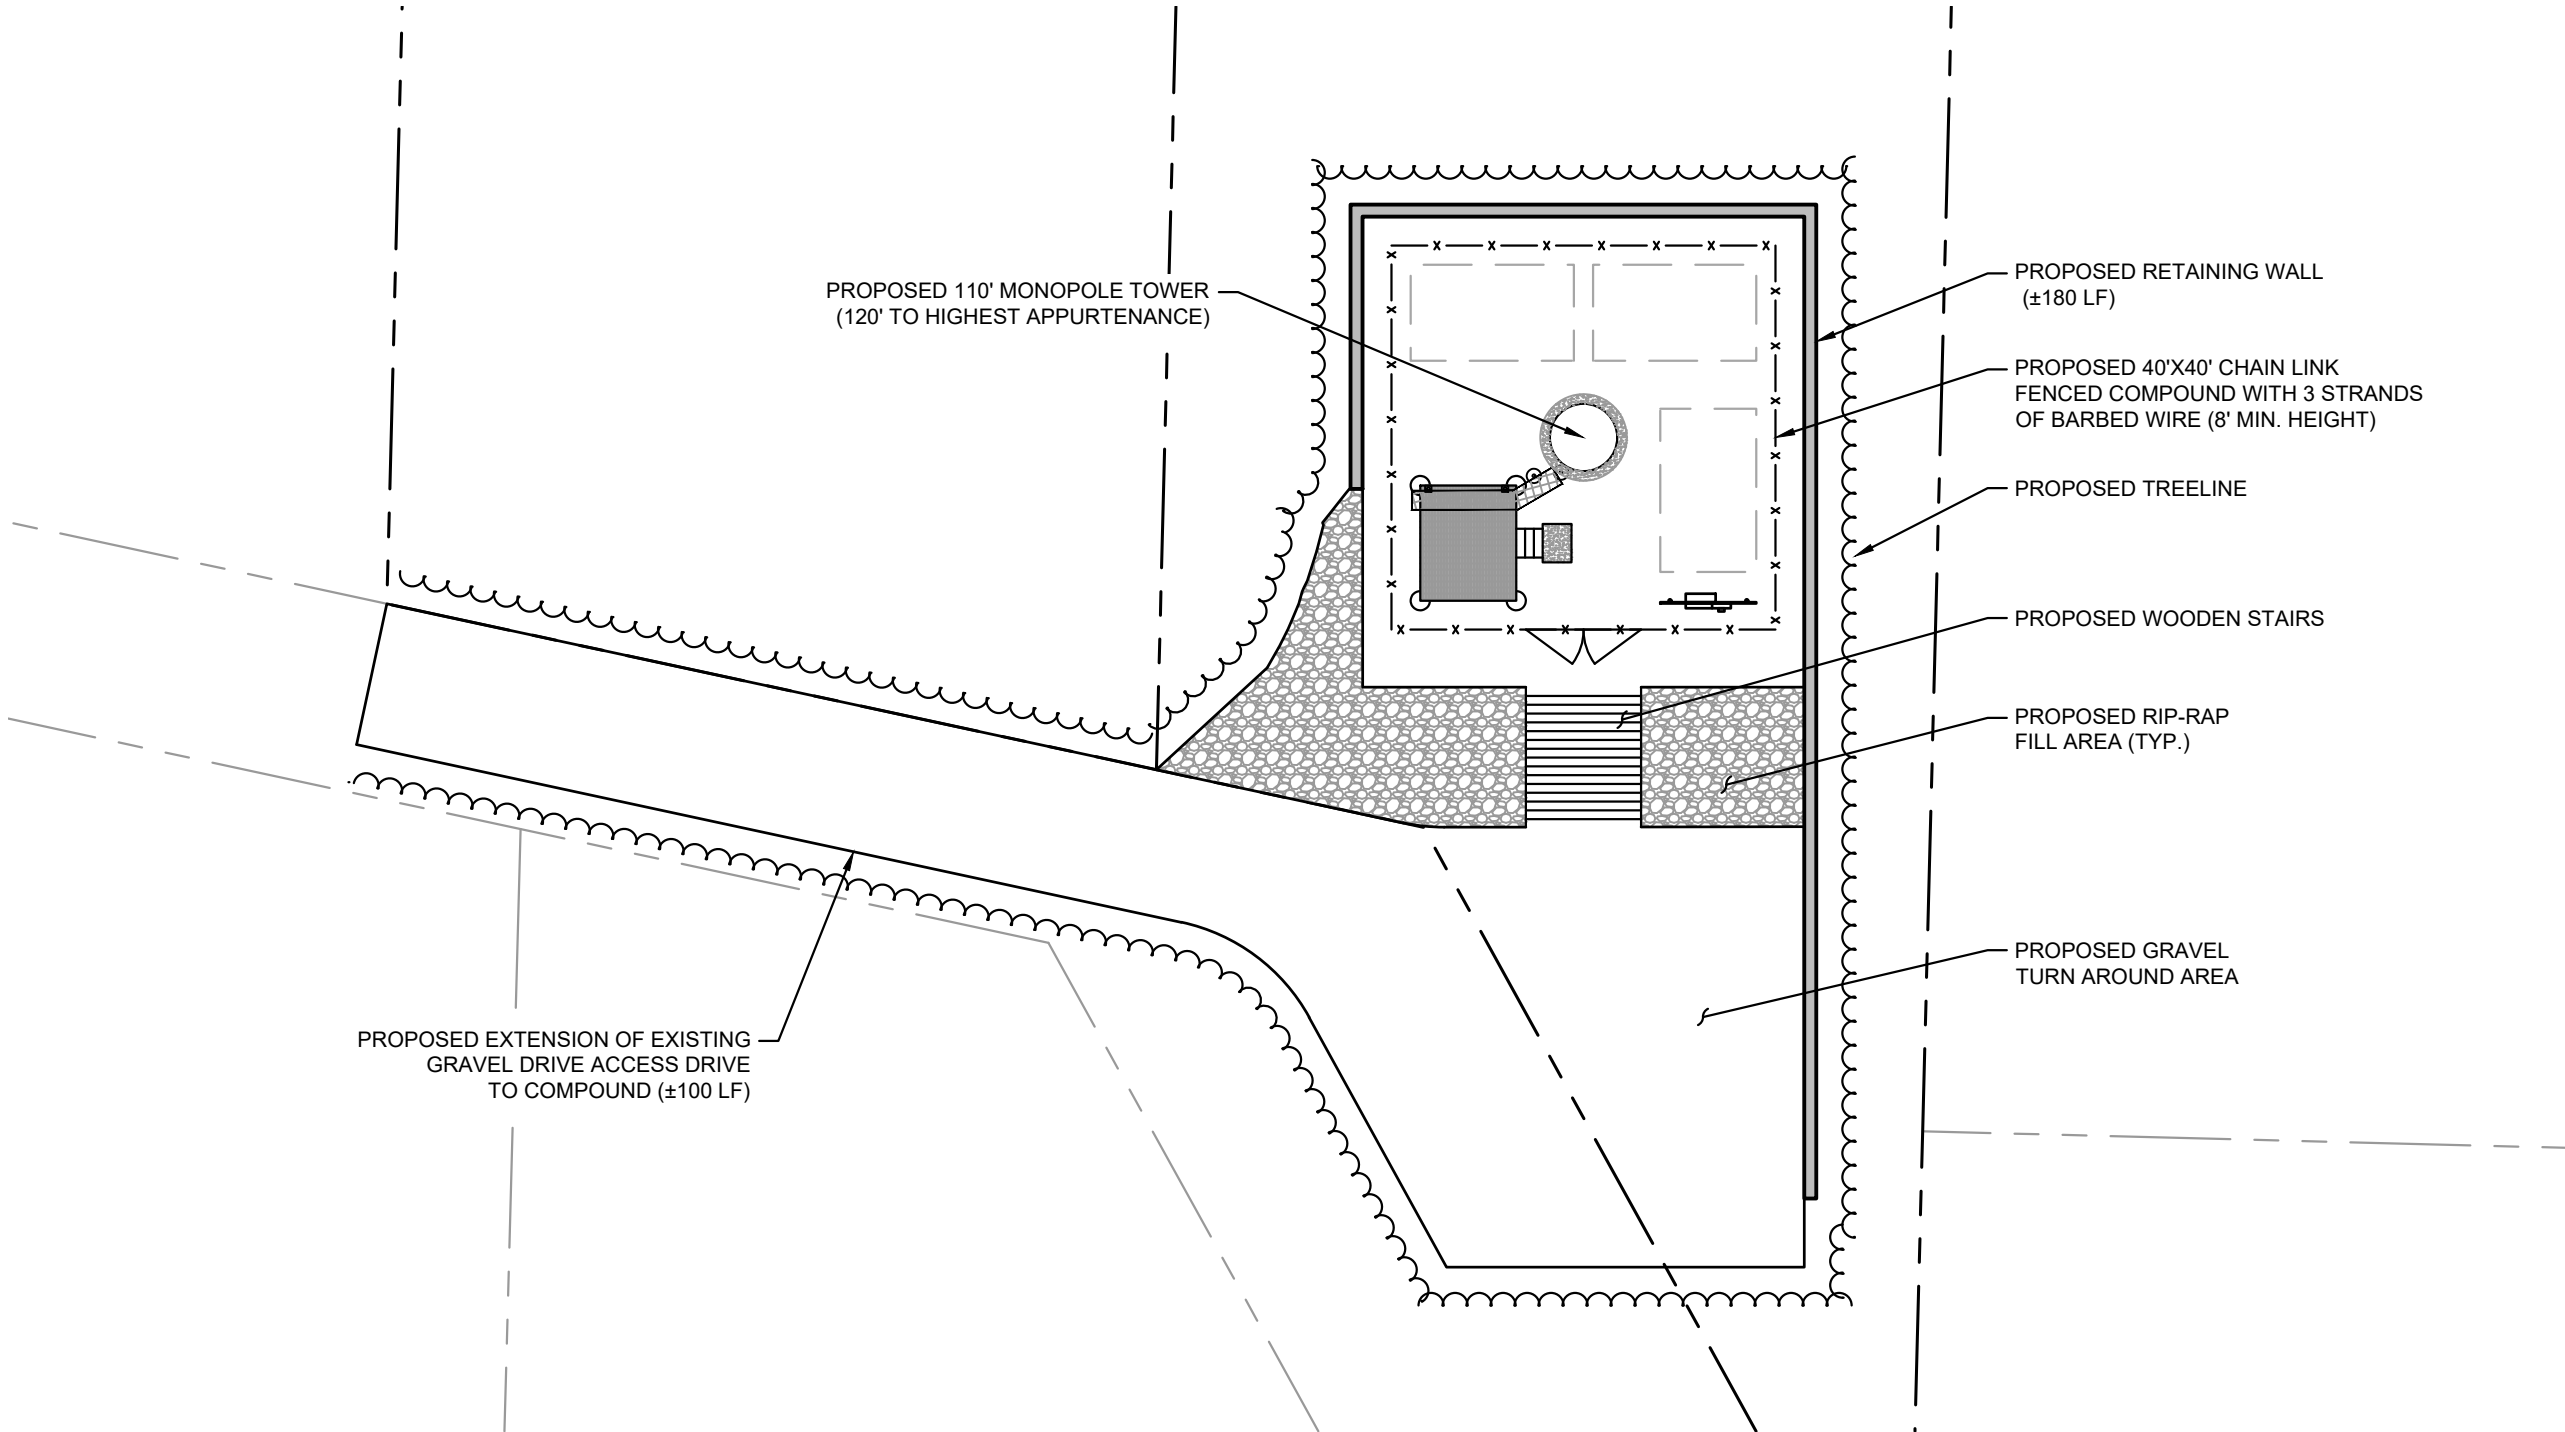 PROPOSED 110' MONOPOLE TOWER
(120' TO HIGHEST APPURTENANCE)
PROPOSED RETAINING WALL
(±180 LF)
PROPOSED 40'X40' CHAIN LINK
FENCED COMPOUND WITH 3 STRANDS
OF BARBED WIRE (8' MIN. HEIGHT)
PROPOSED TREELINE
PROPOSED WOODEN STAIRS
PROPOSED RIP-RAP
FILL AREA (TYP.)
PROPOSED GRAVEL
TURN AROUND AREA
PROPOSED EXTENSION OF EXISTING
GRAVEL DRIVE ACCESS DRIVE
TO COMPOUND (±100 LF)